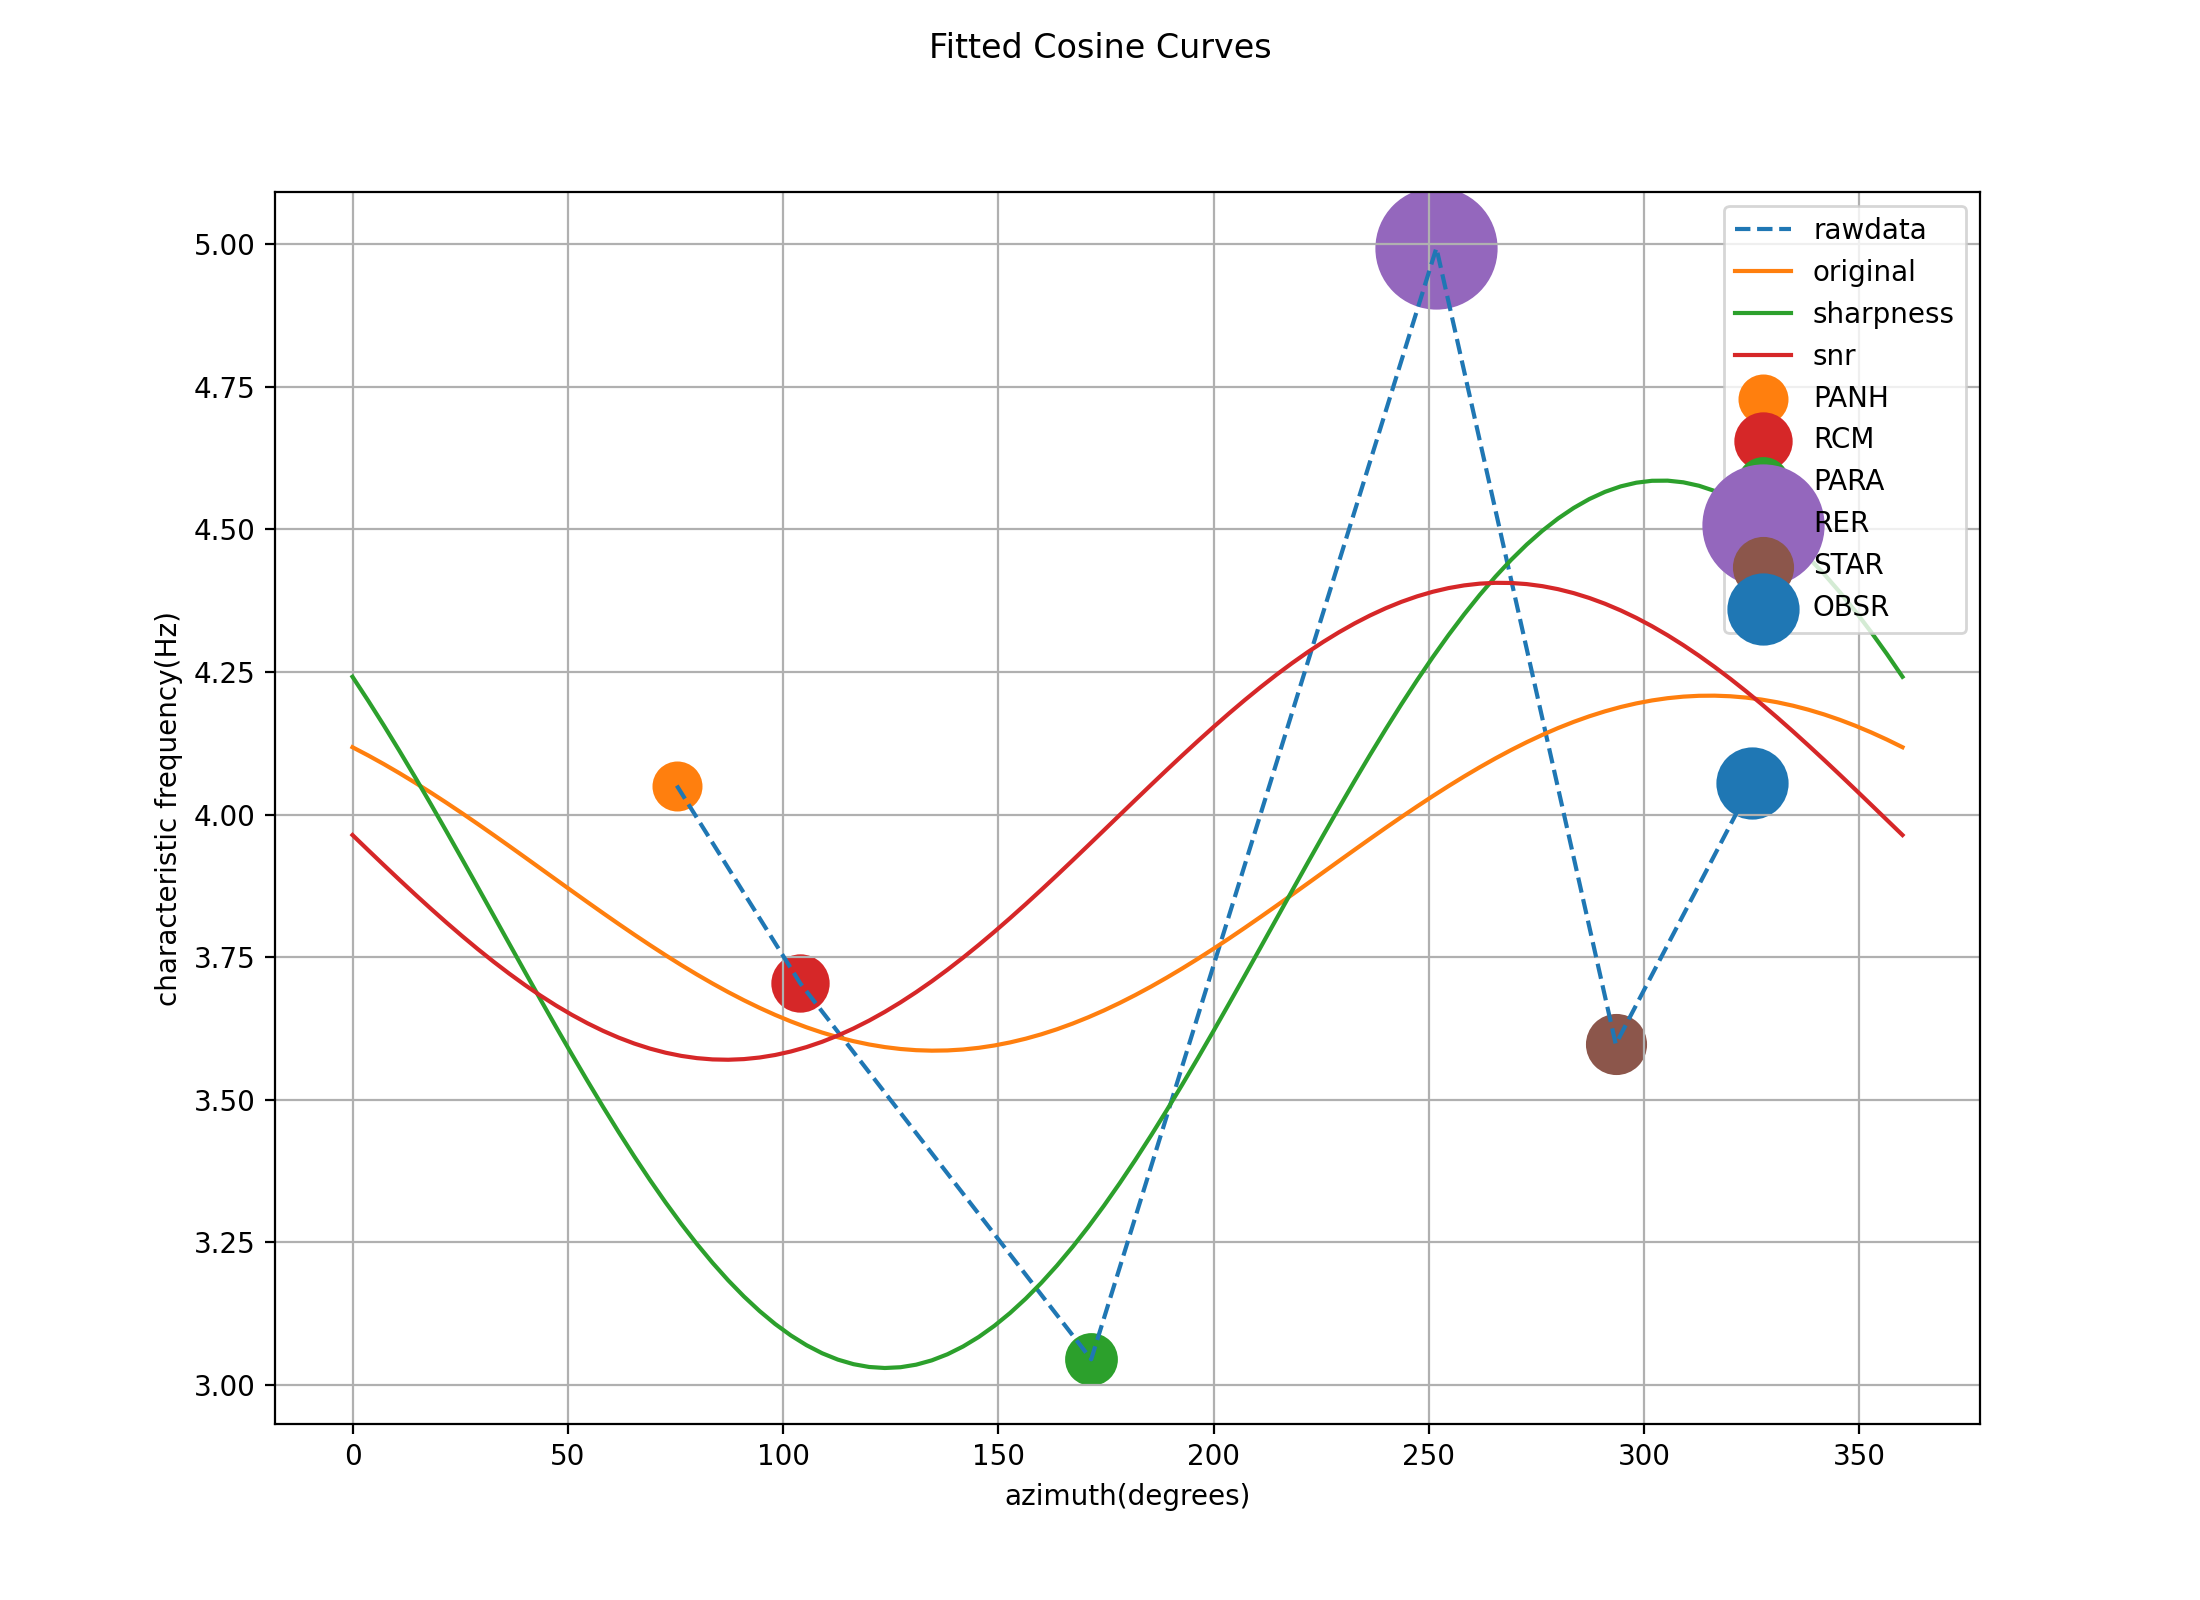 Fitted Cosine Curves
5.00
4.75
4.50
4.25
4.00
3.75
3.50
3.25
3.00
characteristic frequency(Hz)
rawdata
original
sharpness
snr
PANH
RCM
PARA
RER
STAR
OBSR
0 50 100 150 200 250 300 350
azimuth(degrees)